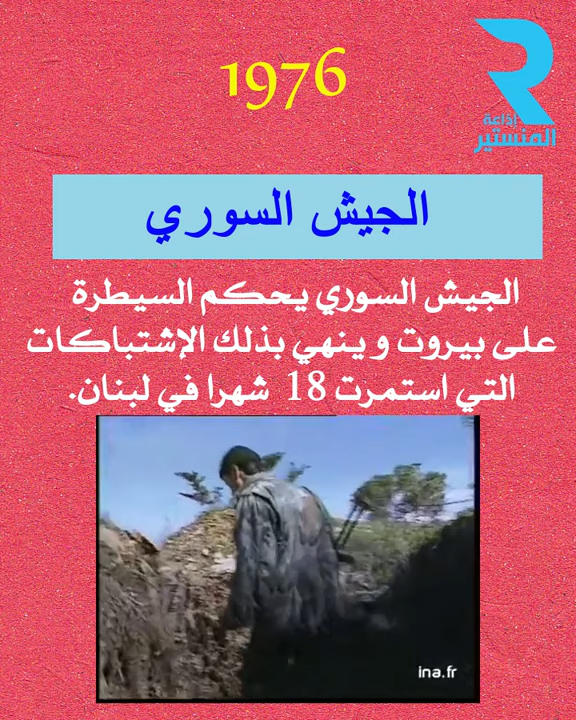 1976
إذاعة
المنستير
الجيش السوري
الجيش السوري يحكم السيطرة
على بيروت و ينهي بذلك الإشتباكات
التي استمرت 18 شهرا في لبنان.
ina.fr